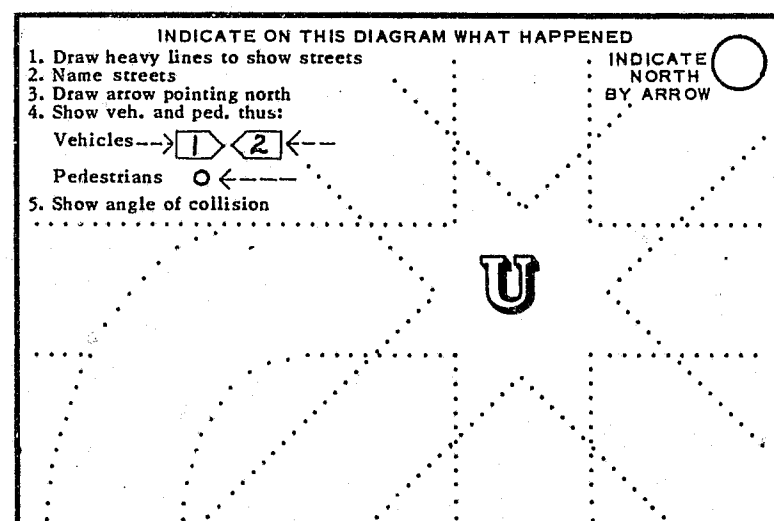 INDICATE ON THIS DIAGRAM WHAT HAPPENED
1. Draw heavy lines to show streets
2. Name streets
3. Draw arrow pointing north
4. Show veh. and ped. thus:
Vehicles 1 2
Pedestrians
5. Show angle of collision
INDICATE
NORTH
BY ARROW
U